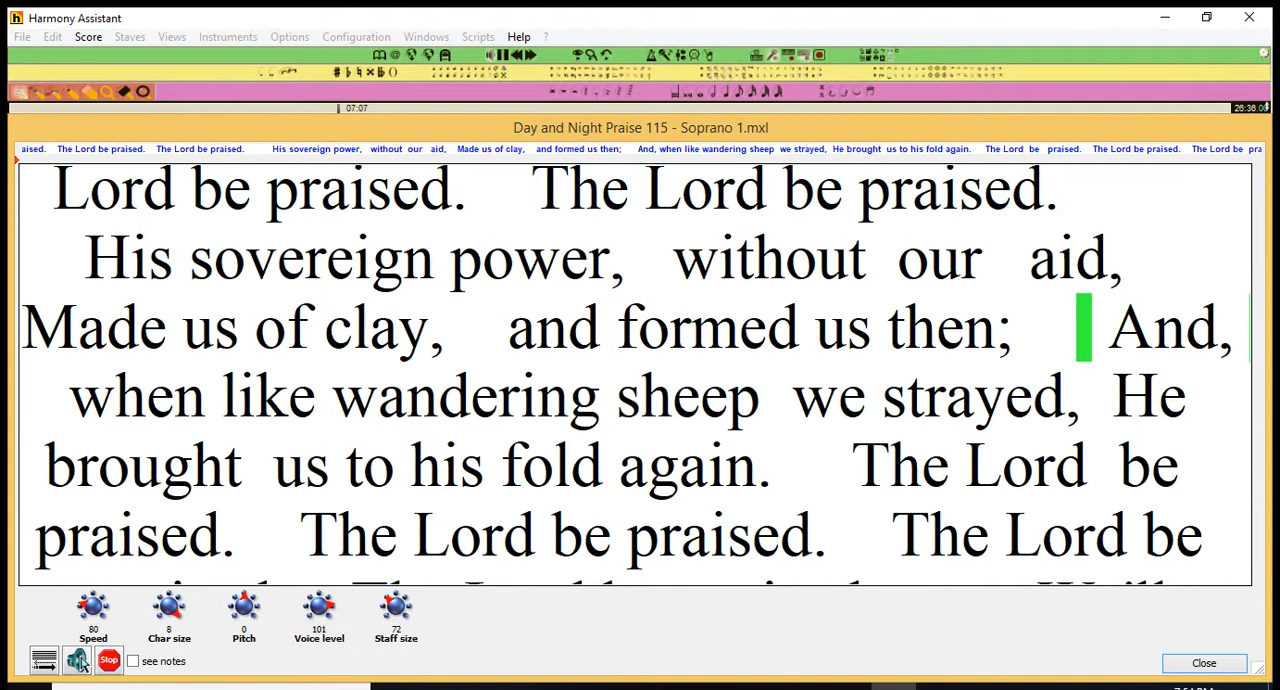 Harmony Assistant
File Edit Score Staves Views Instruments Options Configuration Windows Scripts Help ?
07:07
Day and Night Praise 115 - Soprano 1.mxl
aised. The Lord be praised. The Lord be praised. His sovereign power, without our aid, Made us of clay, and formed us then; And, when like wandering sheep we strayed, He brought us to his fold again. The Lord be praised. The Lord be praised. The Lord be pra
Lord be praised. The Lord be praised.
His sovereign power, without our aid,
Made us of clay, and formed us then; And,
when like wandering sheep we strayed, He
brought us to his fold again. The Lord be
praised. The Lord be praised. The Lord be
80 8 0 101 72
Speed Char size Pitch Voice level Staff size
Stop see notes
Close